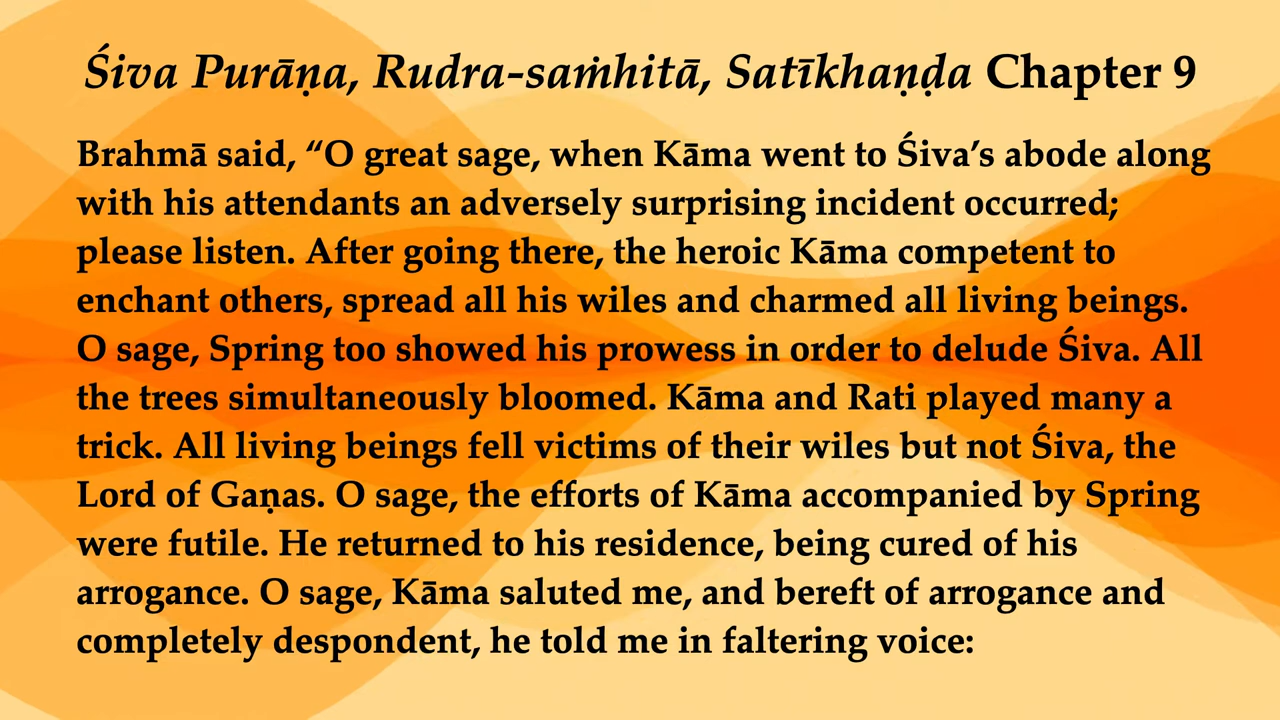 Śiva Purāṇa, Rudra-saṁhitā, Satīkhaṇḍa Chapter 9
Brahmā said, “O great sage, when Kāma went to Śiva’s abode along
with his attendants an adversely surprising incident occurred;
please listen. After going there, the heroic Kāma competent to
enchant others, spread all his wiles and charmed all living beings.
O sage, Spring too showed his prowess in order to delude Śiva. All
the trees simultaneously bloomed. Kāma and Rati played many a
trick. All living beings fell victims of their wiles but not Śiva, the
Lord of Gaṇas. O sage, the efforts of Kāma accompanied by Spring
were futile. He returned to his residence, being cured of his
arrogance. O sage, Kāma saluted me, and bereft of arrogance and
completely despondent, he told me in faltering voice: